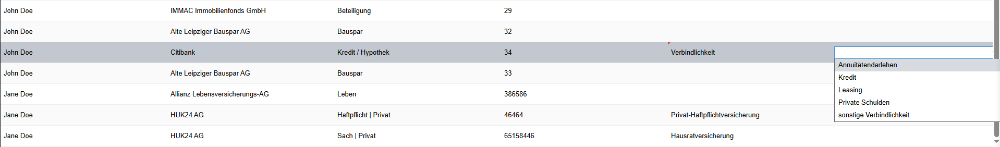 John Doe IMMAC Immobilienfonds GmbH Beteiligung 29
John Doe Alte Leipziger Bauspar AG Bauspar 32
John Doe Citibank Kredit / Hypothek 34 Verbindlichkeit
Annuitätendarlehen
John Doe Alte Leipziger Bauspar AG Bauspar 33
Kredit
Leasing
Jane Doe Allianz Lebensversicherungs-AG Leben 386586
Private Schulden
Jane Doe HUK24 AG Haftpflicht | Privat 46464 Privat-Haftpflichtversicherung
sonstige Verbindlichkeit
Jane Doe HUK24 AG Sach | Privat 65158446 Hausratversicherung